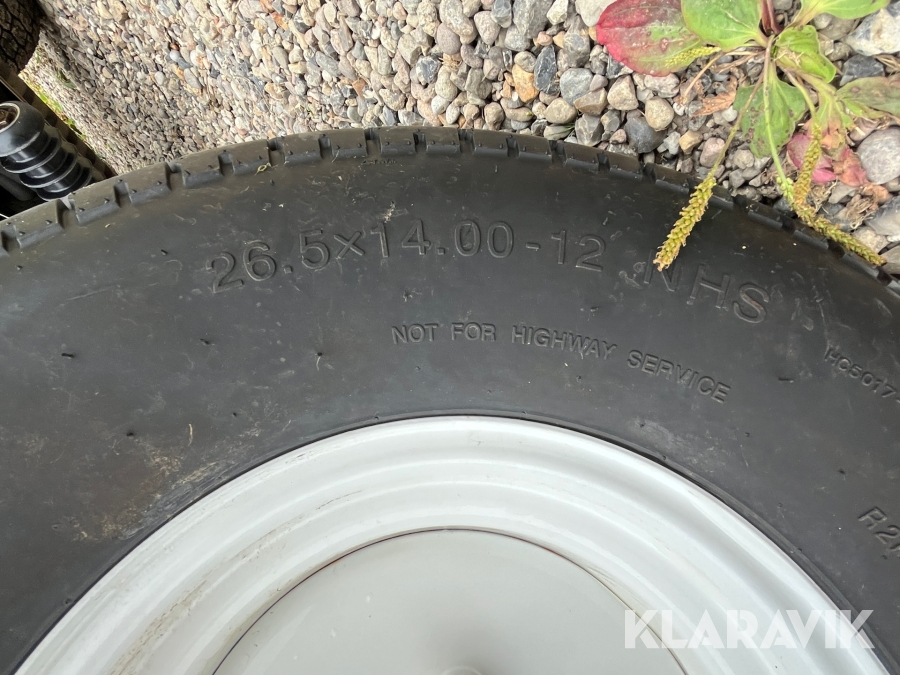 26.5×14.00-12 NHS
NOT FOR HIGHWAY SERVICE
KLARAVIK